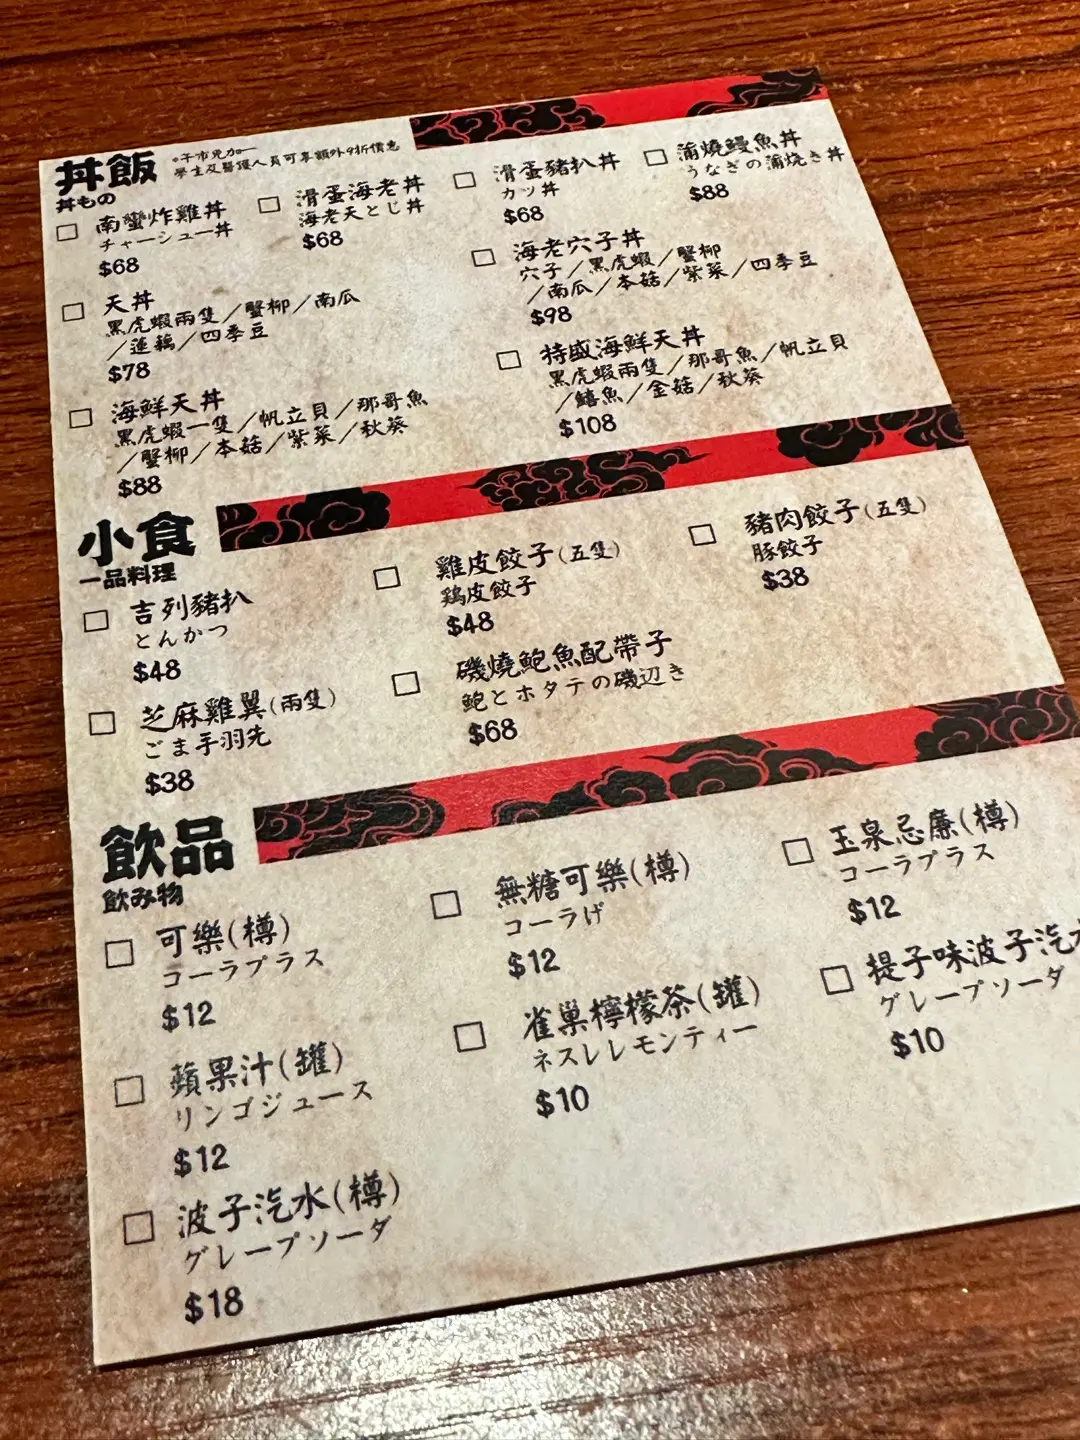 丼飯
丼もの
學生及醫護人員可享額外9折優惠
南蠻炸雞丼
チャーシュー丼
$68
滑蛋海老丼
海老天とじ丼
$68
滑蛋豬扒丼
カツ丼
$68
蒲燒鰻魚丼
うなぎの蒲焼き丼
$88
天丼
黑虎蝦兩隻／蟹柳／南瓜
／蓮藕／四季豆
$78
海老穴子丼
穴子／黑虎蝦／蟹柳
／南瓜／本菇／紫菜／四季豆
$98
海鮮天丼
黑虎蝦一隻／帆立貝／那哥魚
／蟹柳／本菇／紫菜／秋葵
$88
特盛海鮮天丼
黑虎蝦兩隻／那哥魚／帆立貝
／鱚魚／金菇／秋葵
$108
小食
一品料理
吉列豬扒
とんかつ
$48
雞皮餃子(五隻)
鶏皮餃子
$48
豬肉餃子(五隻)
豚餃子
$38
芝麻雞翼(兩隻)
ごま手羽先
$38
磯燒鮑魚配帶子
鮑とホタテの磯辺き
$68
飲品
飲み物
可樂(樽)
コーラプラス
$12
無糖可樂(樽)
コーラげ
$12
玉泉忌廉(樽)
コーラプラス
$12
蘋果汁(罐)
リンゴジュース
$12
雀巢檸檬茶(罐)
ネスレレモンティー
$10
提子味波子汽水
グレープソーダ
$10
波子汽水(樽)
グレープソーダ
$18